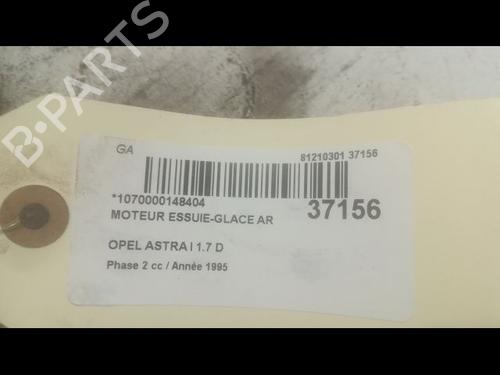 B-PARTS
GA
81210301 37156
*1070000148404
37156
MOTEUR ESSUIE-GLACE AR
OPEL ASTRA I 1.7 D
Phase 2 cc / Année 1995